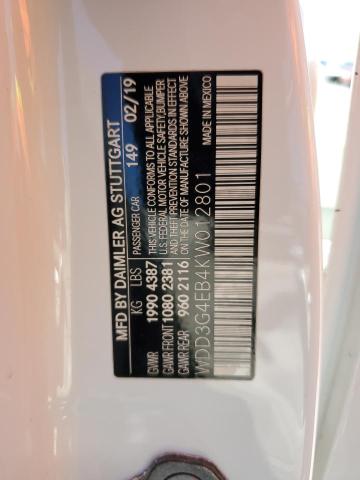 MFD BY DAIMLER AG STUTTGART
KG LBS PASSENGER CAR 149 02/19
GVWR 1990 4387 THIS VEHICLE CONFORMS TO ALL APPLICABLE
GAWR FRONT 1080 2381 U.S. FEDERAL MOTOR VEHICLE SAFETY, BUMPER
GAWR REAR 960 2116 AND THEFT PREVENTION STANDARDS IN EFFECT
ON THE DATE OF MANUFACTURE SHOWN ABOVE.
WDD3G4EB4KW012801 MADE IN MEXICO